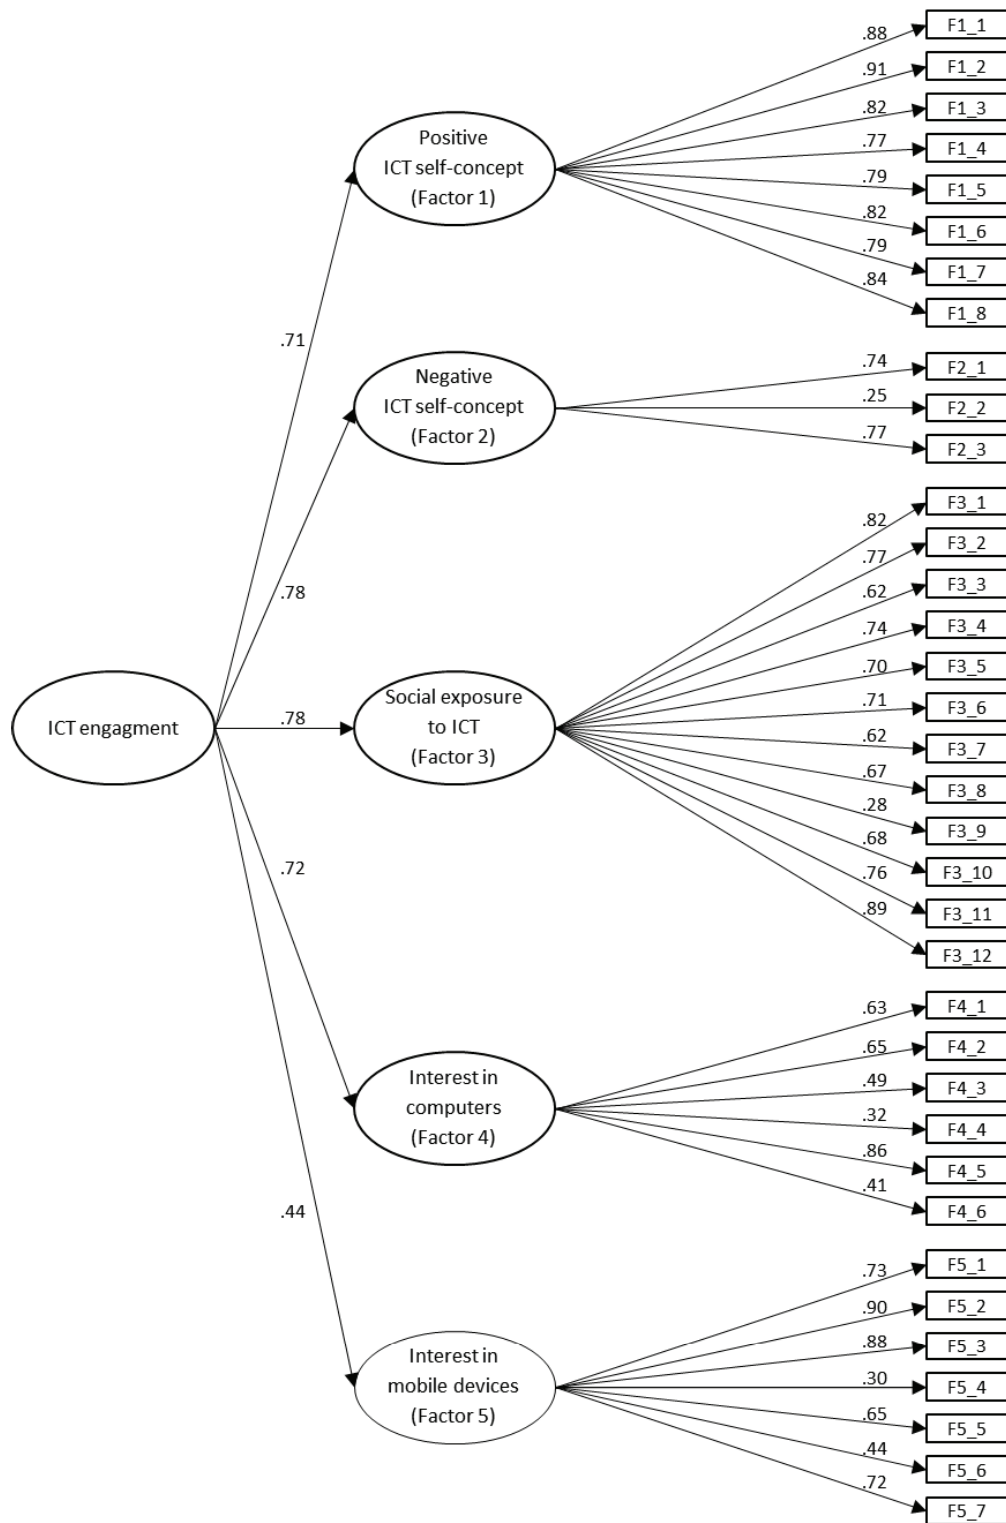 .88
F1_1
.91
F1_2
.82
F1_3
.77
F1_4
.79
F1_5
.82
F1_6
.79
F1_7
.84
F1_8
Positive
ICT self-concept
(Factor 1)
.71
.74
F2_1
.25
F2_2
.77
F2_3
Negative
ICT self-concept
(Factor 2)
.78
.82
F3_1
.77
F3_2
.62
F3_3
.74
F3_4
.70
F3_5
.71
F3_6
.62
F3_7
.67
F3_8
.28
F3_9
.68
F3_10
.76
F3_11
.89
F3_12
ICT engagment
.78
Social exposure
to ICT
(Factor 3)
.72
.63
F4_1
.65
F4_2
.49
F4_3
.32
F4_4
.86
F4_5
.41
F4_6
Interest in
computers
(Factor 4)
.44
.73
F5_1
.90
F5_2
.88
F5_3
.30
F5_4
.65
F5_5
.44
F5_6
.72
F5_7
Interest in
mobile devices
(Factor 5)